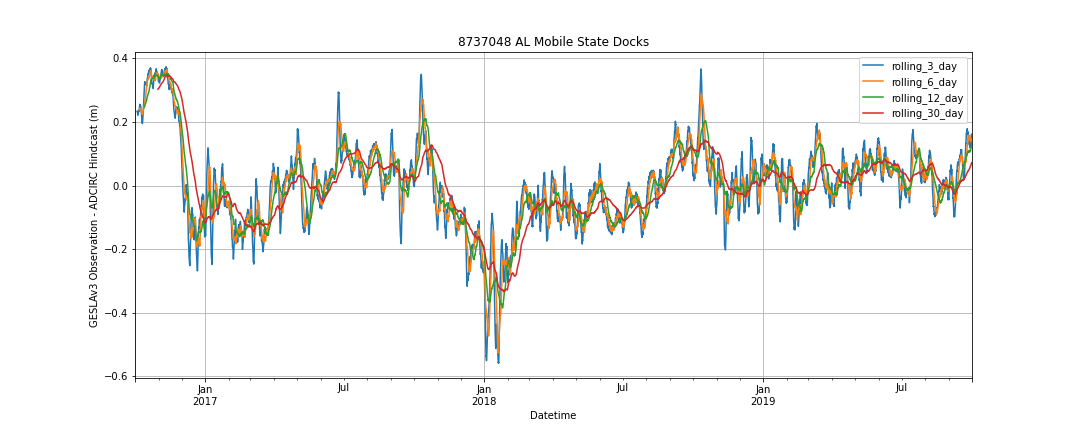 8737048 AL Mobile State Docks
GESLAv3 Observation - ADCIRC Hindcast (m)
0.4
0.2
0.0
−0.2
−0.4
−0.6
rolling_3_day
rolling_6_day
rolling_12_day
rolling_30_day
Jan
2017
Jul
Jan
2018
Jul
Jan
2019
Jul
Datetime